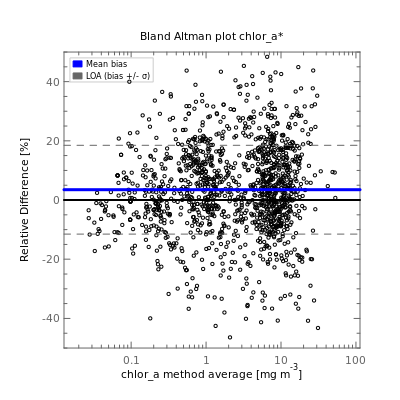 Bland Altman plot chlor_a*
Mean bias
LOA (bias +/- σ)
Relative Difference [%]
40
20
0
-20
-40
0.1 1 10 100
chlor_a method average [mg m-3]